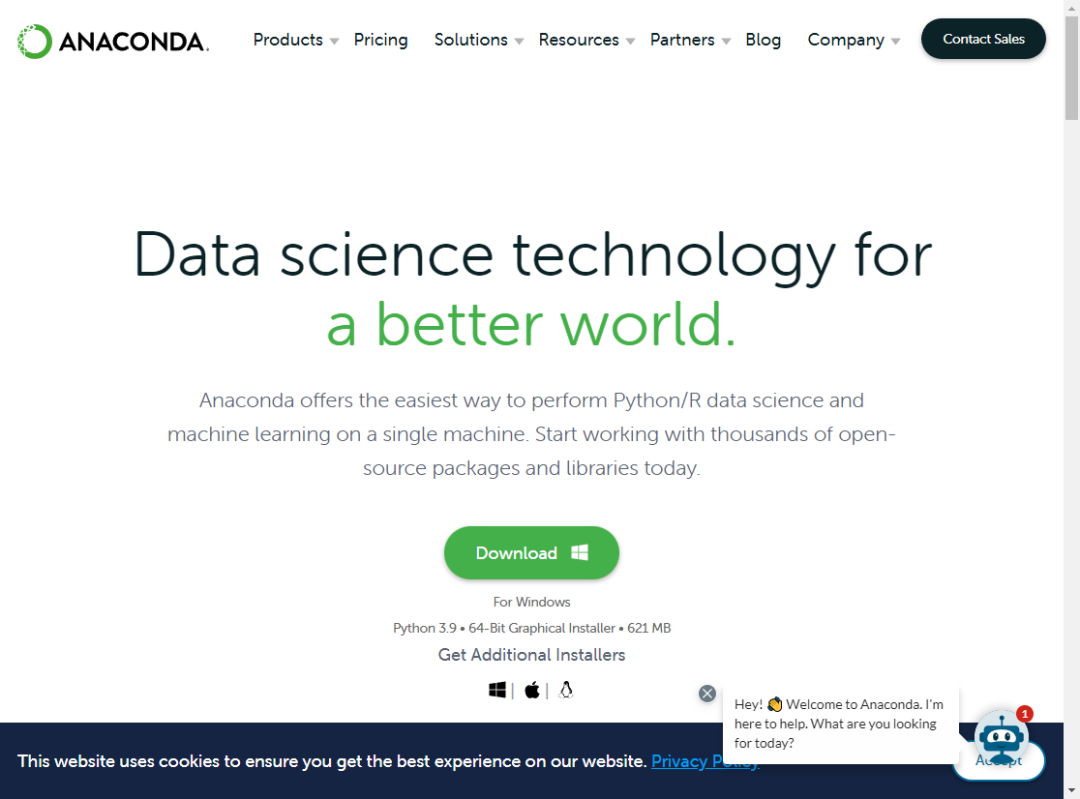 ANACONDA.
Products
Pricing
Solutions
Resources
Partners
Blog
Company
Contact Sales
Data science technology for
a better world.
Anaconda offers the easiest way to perform Python/R data science and
machine learning on a single machine. Start working with thousands of open-
source packages and libraries today.
Download
For Windows
Python 3.9 • 64-Bit Graphical Installer • 621 MB
Get Additional Installers
| |
Hey! 👋 Welcome to Anaconda. I'm
here to help. What are you looking
for today?
1
This website uses cookies to ensure you get the best experience on our website. Privacy Policy
Accept